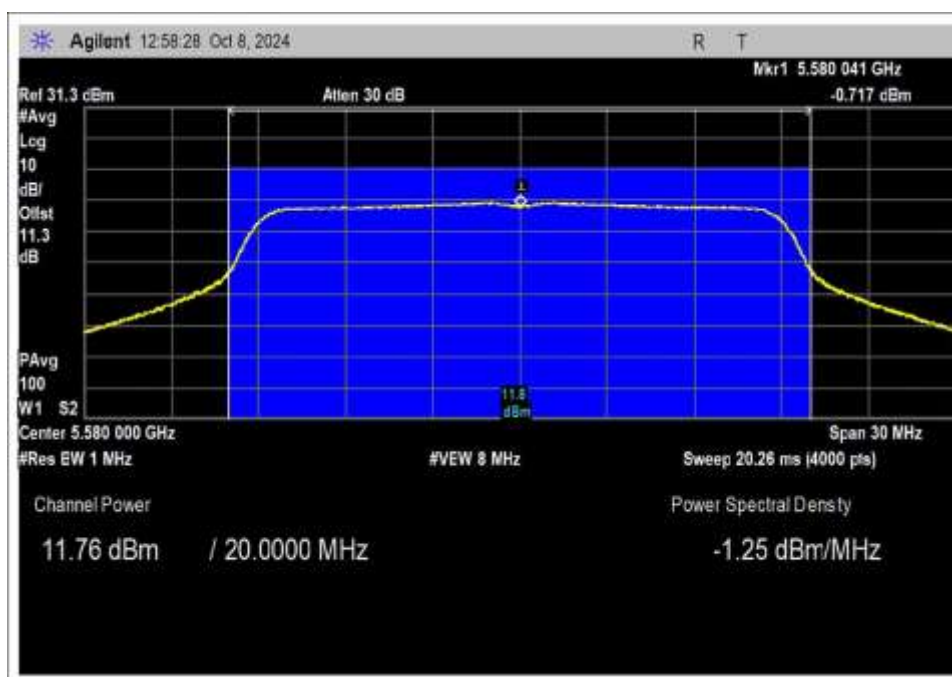 Agilent 12:58:28 Oct 8, 2024 R T
Mkr1 5.580 041 GHz
Ref 31.3 dBm Atten 30 dB -0.717 dBm
#Avg
Log
10
dB/
Offst
11.3
dB
PAvg
100
W1 S2
11.8
dBm
Center 5.580 000 GHz Span 30 MHz
#Res BW 1 MHz #VBW 8 MHz Sweep 20.26 ms (4000 pts)
Channel Power Power Spectral Density
11.76 dBm / 20.0000 MHz -1.25 dBm/MHz